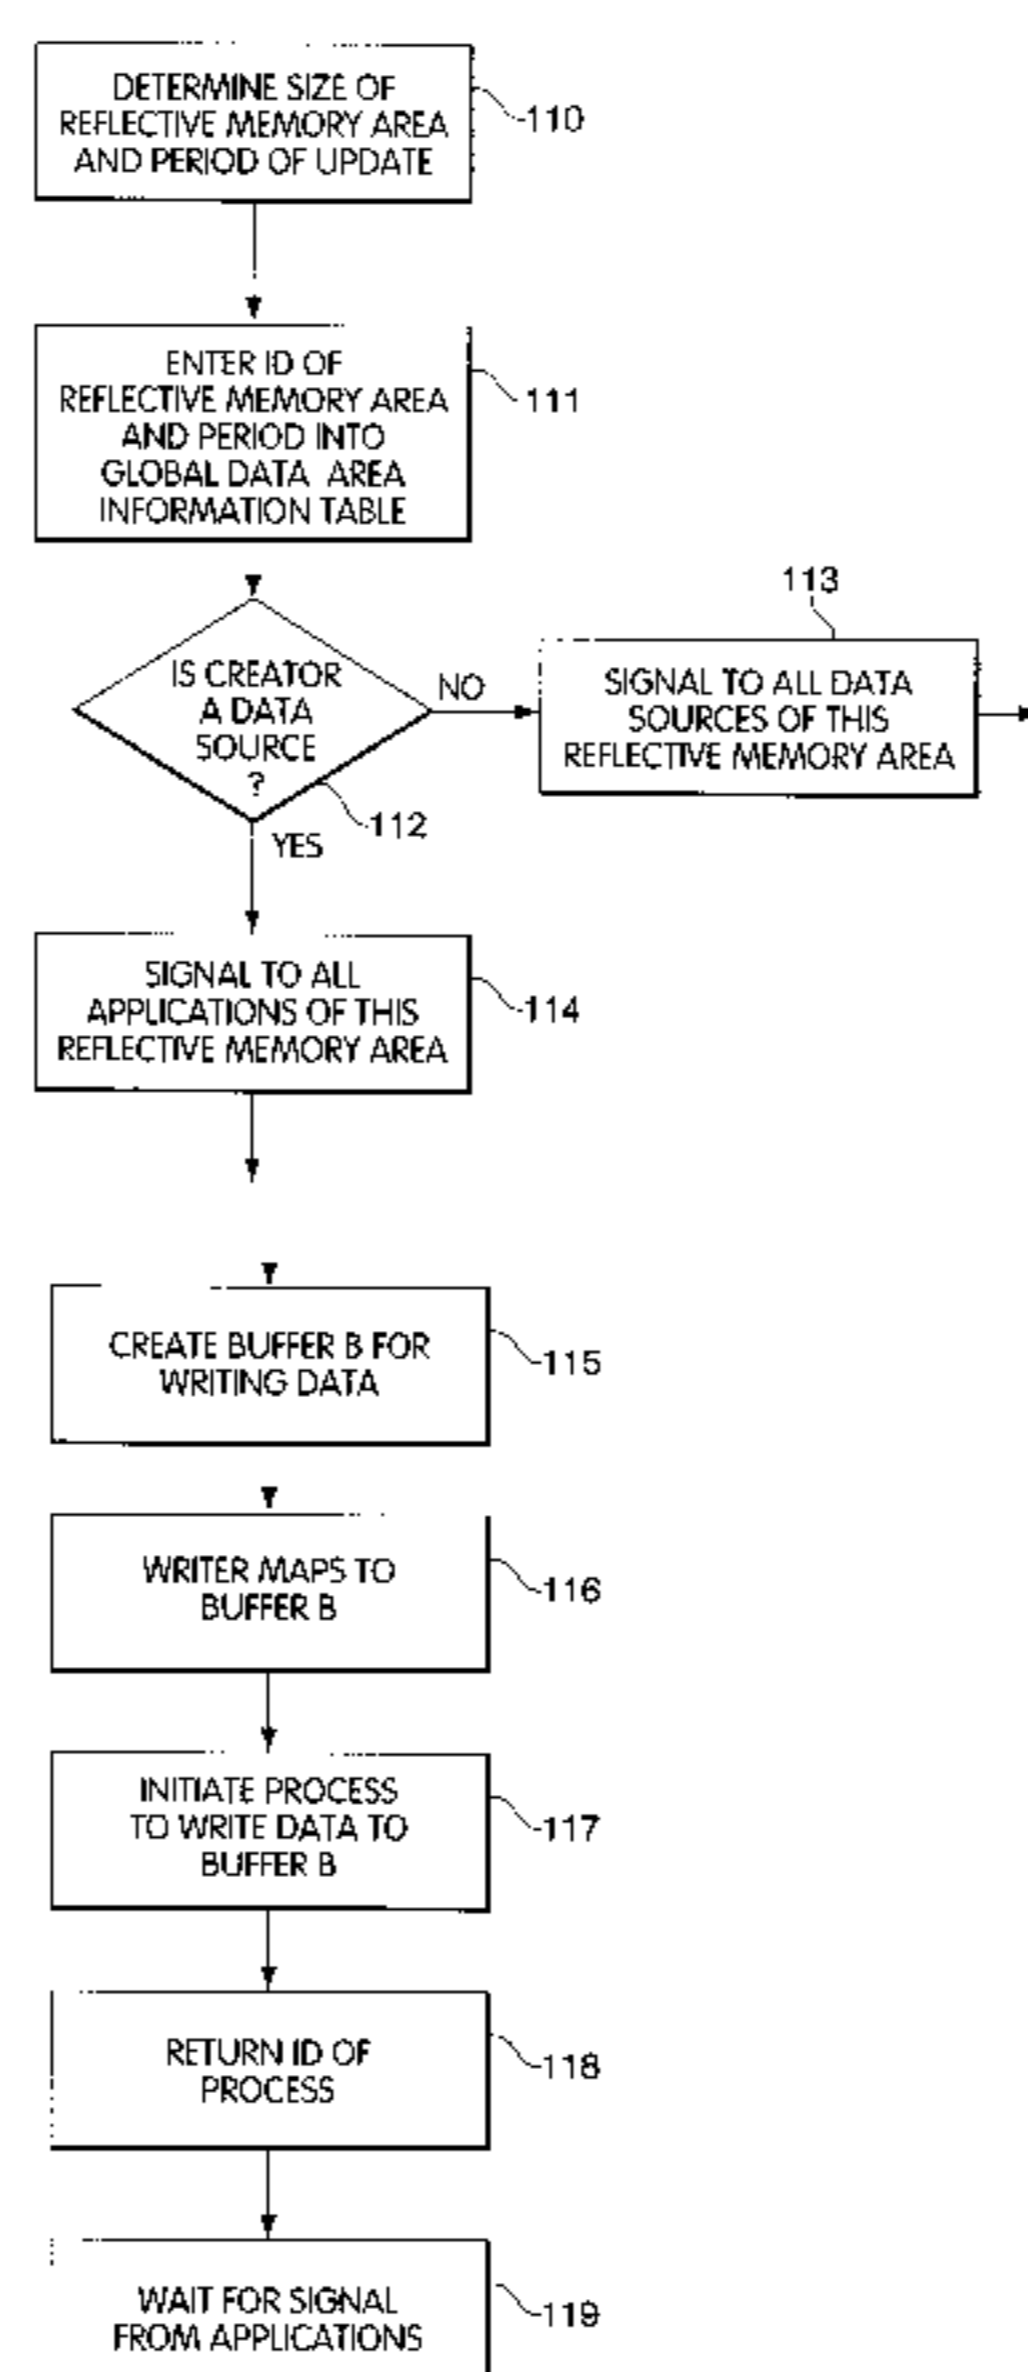 DETERMINE SIZE OF
REFLECTIVE MEMORY AREA
AND PERIOD OF UPDATE
110
ENTER ID OF
REFLECTIVE MEMORY AREA
AND PERIOD INTO
GLOBAL DATA AREA
INFORMATION TABLE
111
IS CREATOR
A DATA
SOURCE
?
112
NO
113
SIGNAL TO ALL DATA
SOURCES OF THIS
REFLECTIVE MEMORY AREA
YES
SIGNAL TO ALL
APPLICATIONS OF THIS
REFLECTIVE MEMORY AREA
114
CREATE BUFFER B FOR
WRITING DATA
115
WRITER MAPS TO
BUFFER B
116
INITIATE PROCESS
TO WRITE DATA TO
BUFFER B
117
RETURN ID OF
PROCESS
118
WAIT FOR SIGNAL
FROM APPLICATIONS
119